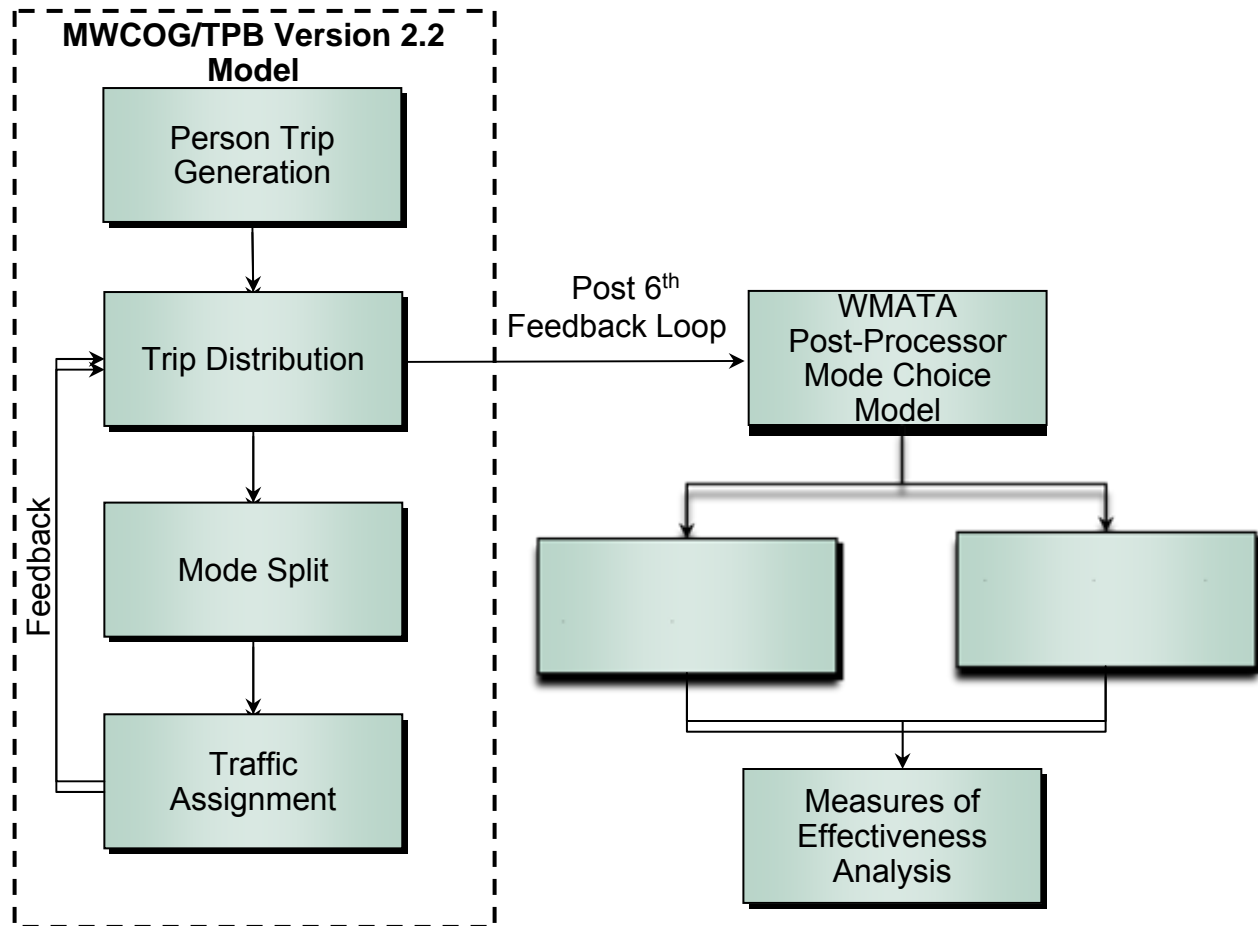 MWCOG/TPB Version 2.2
Model
Person Trip
Generation
Trip Distribution
Mode Split
Traffic
Assignment
Feedback
Post 6th
Feedback Loop
WMATA
Post-Processor
Mode Choice
Model
Measures of
Effectiveness
Analysis